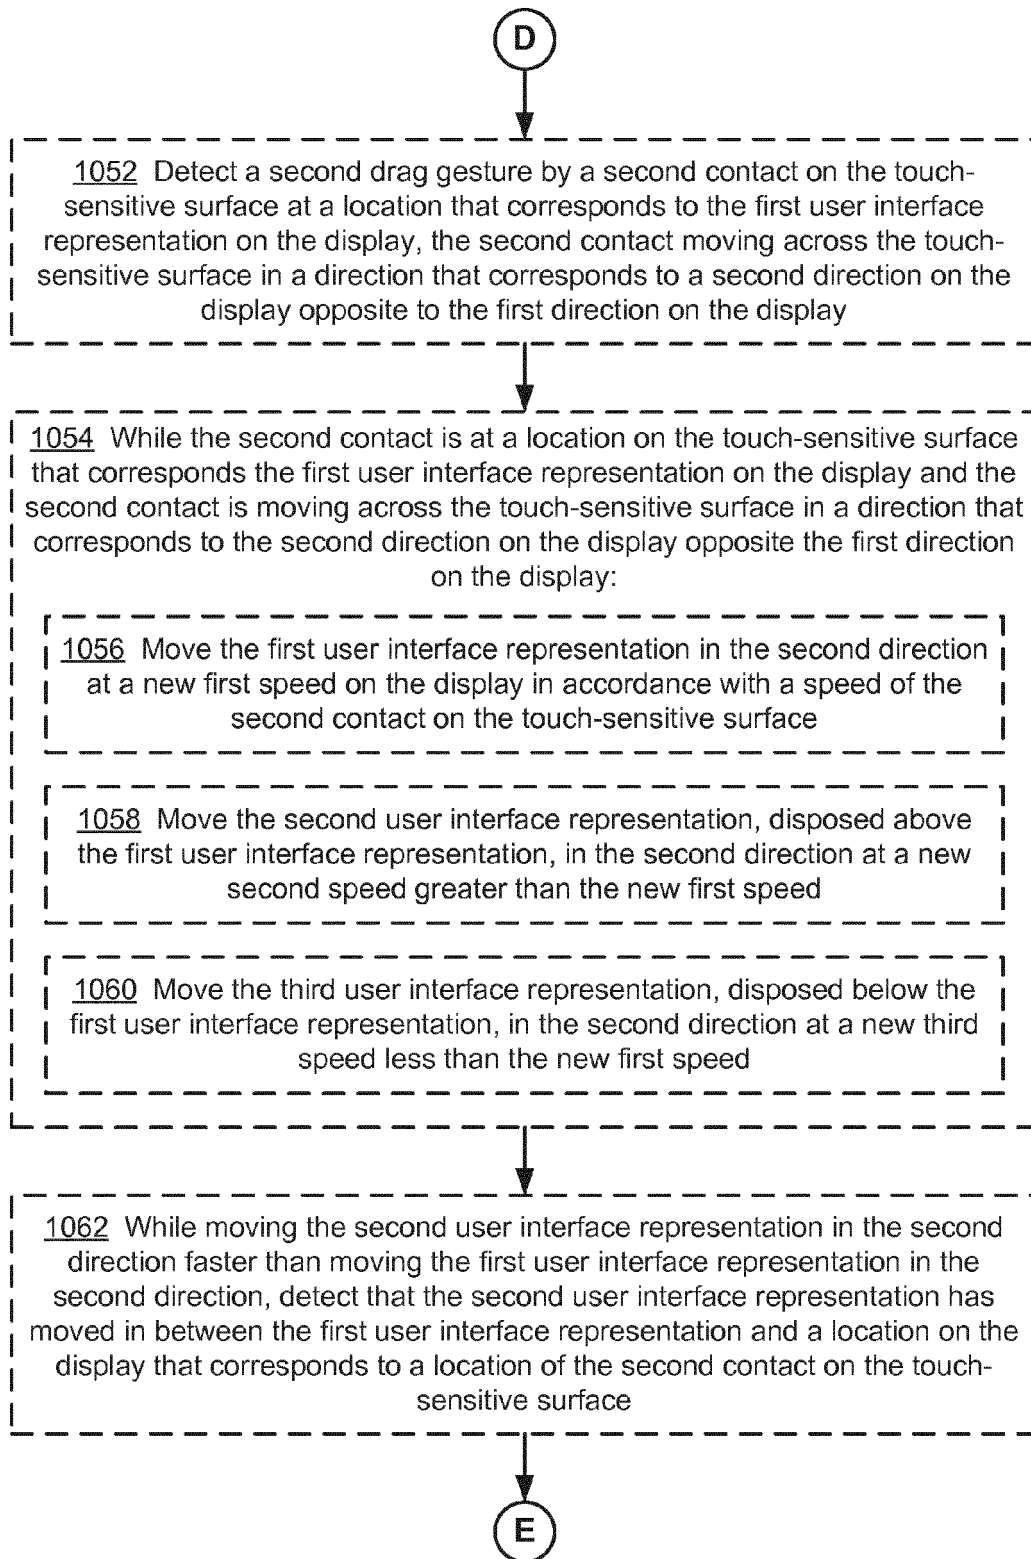 D
1052 Detect a second drag gesture by a second contact on the touch-
sensitive surface at a location that corresponds to the first user interface
representation on the display, the second contact moving across the touch-
sensitive surface in a direction that corresponds to a second direction on the
display opposite to the first direction on the display
1054 While the second contact is at a location on the touch-sensitive surface
that corresponds the first user interface representation on the display and the
second contact is moving across the touch-sensitive surface in a direction that
corresponds to the second direction on the display opposite the first direction
on the display:
1056 Move the first user interface representation in the second direction
at a new first speed on the display in accordance with a speed of the
second contact on the touch-sensitive surface
1058 Move the second user interface representation, disposed above
the first user interface representation, in the second direction at a new
second speed greater than the new first speed
1060 Move the third user interface representation, disposed below the
first user interface representation, in the second direction at a new third
speed less than the new first speed
1062 While moving the second user interface representation in the second
direction faster than moving the first user interface representation in the
second direction, detect that the second user interface representation has
moved in between the first user interface representation and a location on the
display that corresponds to a location of the second contact on the touch-
sensitive surface
E